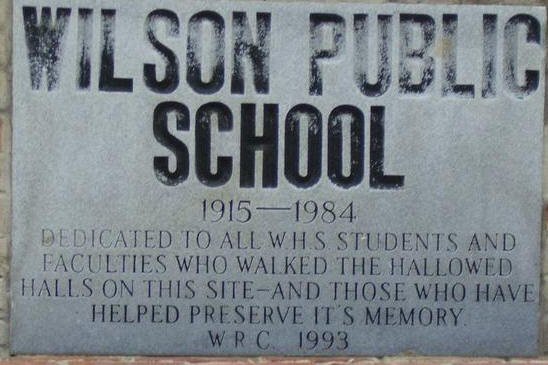 WILSON PUBLIC
SCHOOL
1915—1984
DEDICATED TO ALL W.H.S. STUDENTS AND
FACULTIES WHO WALKED THE HALLOWED
HALLS ON THIS SITE–AND THOSE WHO HAVE
HELPED PRESERVE IT'S MEMORY.
W R C 1993